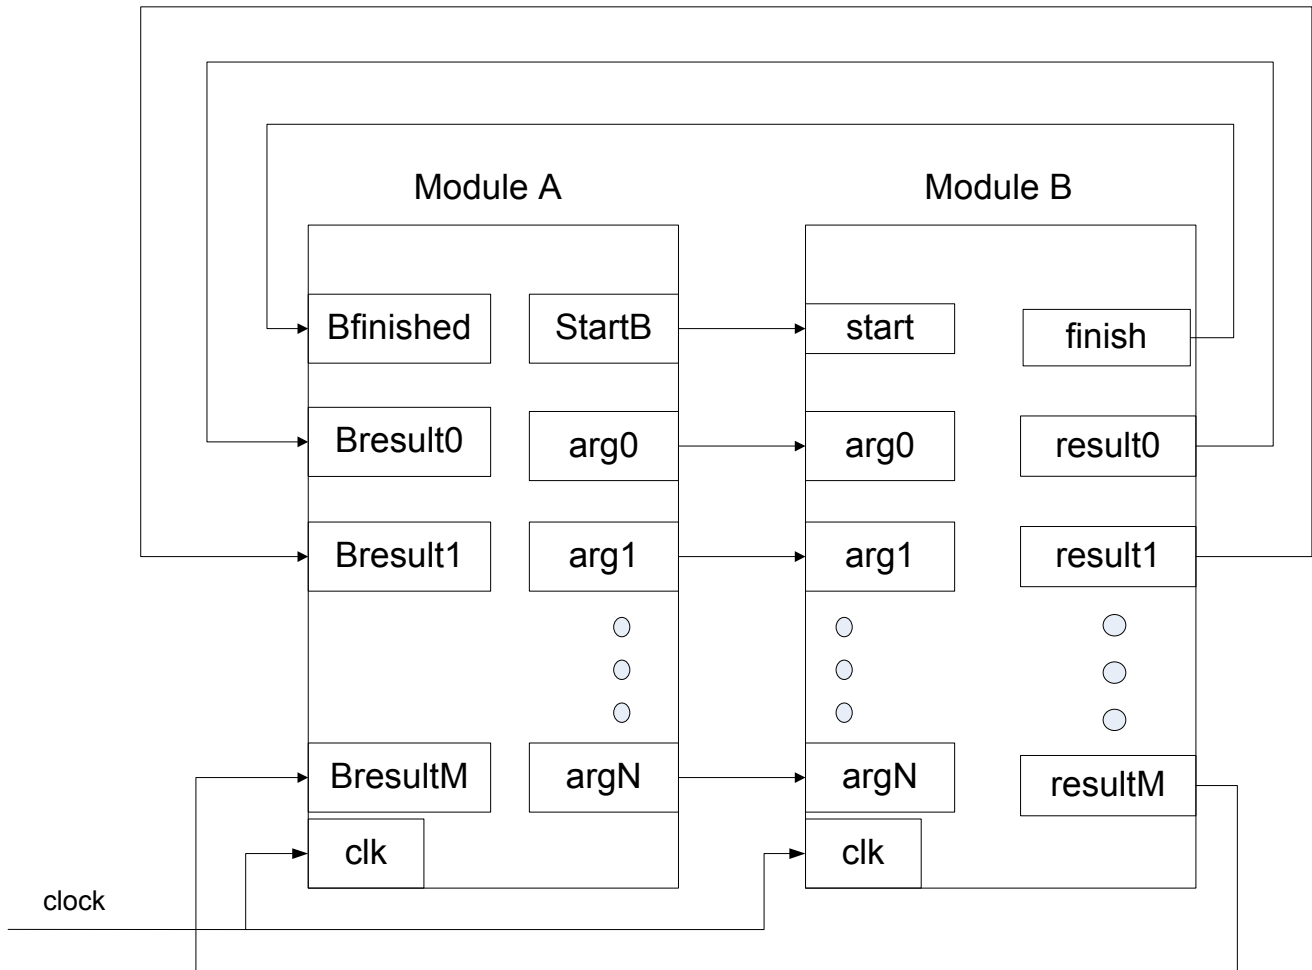 Module A
Module B
Bfinished
StartB
start
finish
Bresult0
arg0
arg0
result0
Bresult1
arg1
arg1
result1
BresultM
argN
argN
resultM
clk
clk
clock